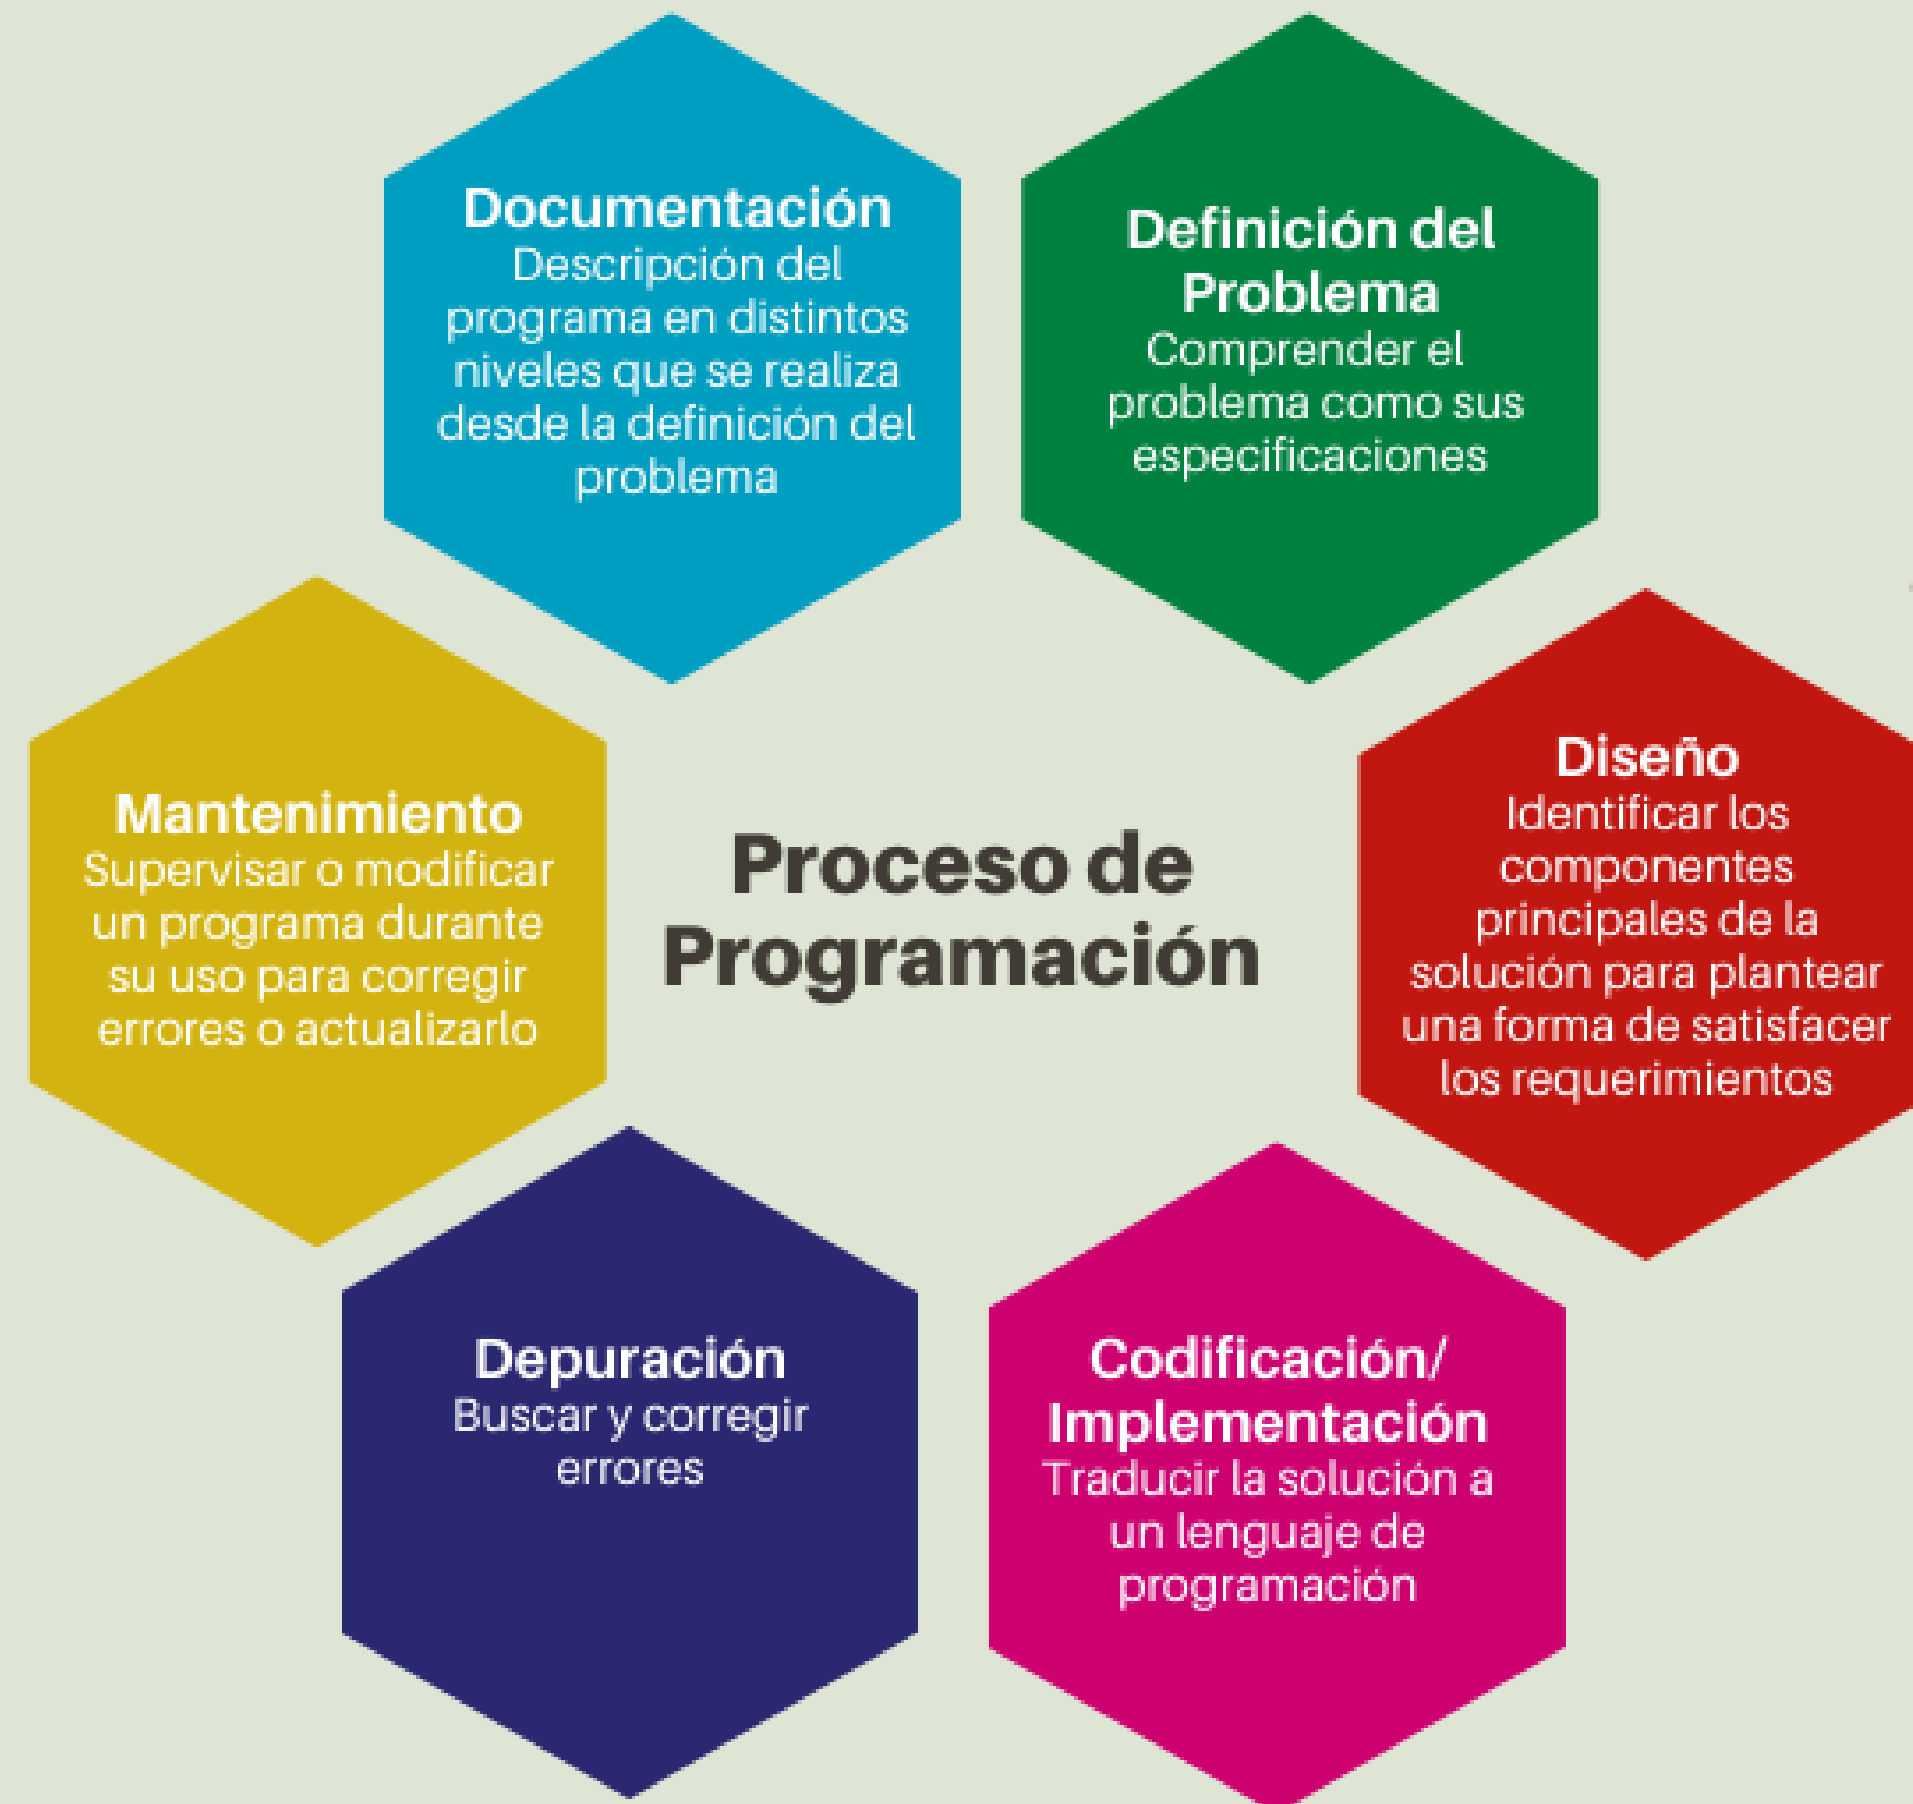 Documentación
Descripción del
programa en distintos
niveles que se realiza
desde la definición del
problema
Definición del
Problema
Comprender el
problema como sus
especificaciones
Mantenimiento
Supervisar o modificar
un programa durante
su uso para corregir
errores o actualizarlo
Proceso de
Programación
Diseño
Identificar los
componentes
principales de la
solución para plantear
una forma de satisfacer
los requerimientos
Depuración
Buscar y corregir
errores
Codificación/
Implementación
Traducir la solución a
un lenguaje de
programación